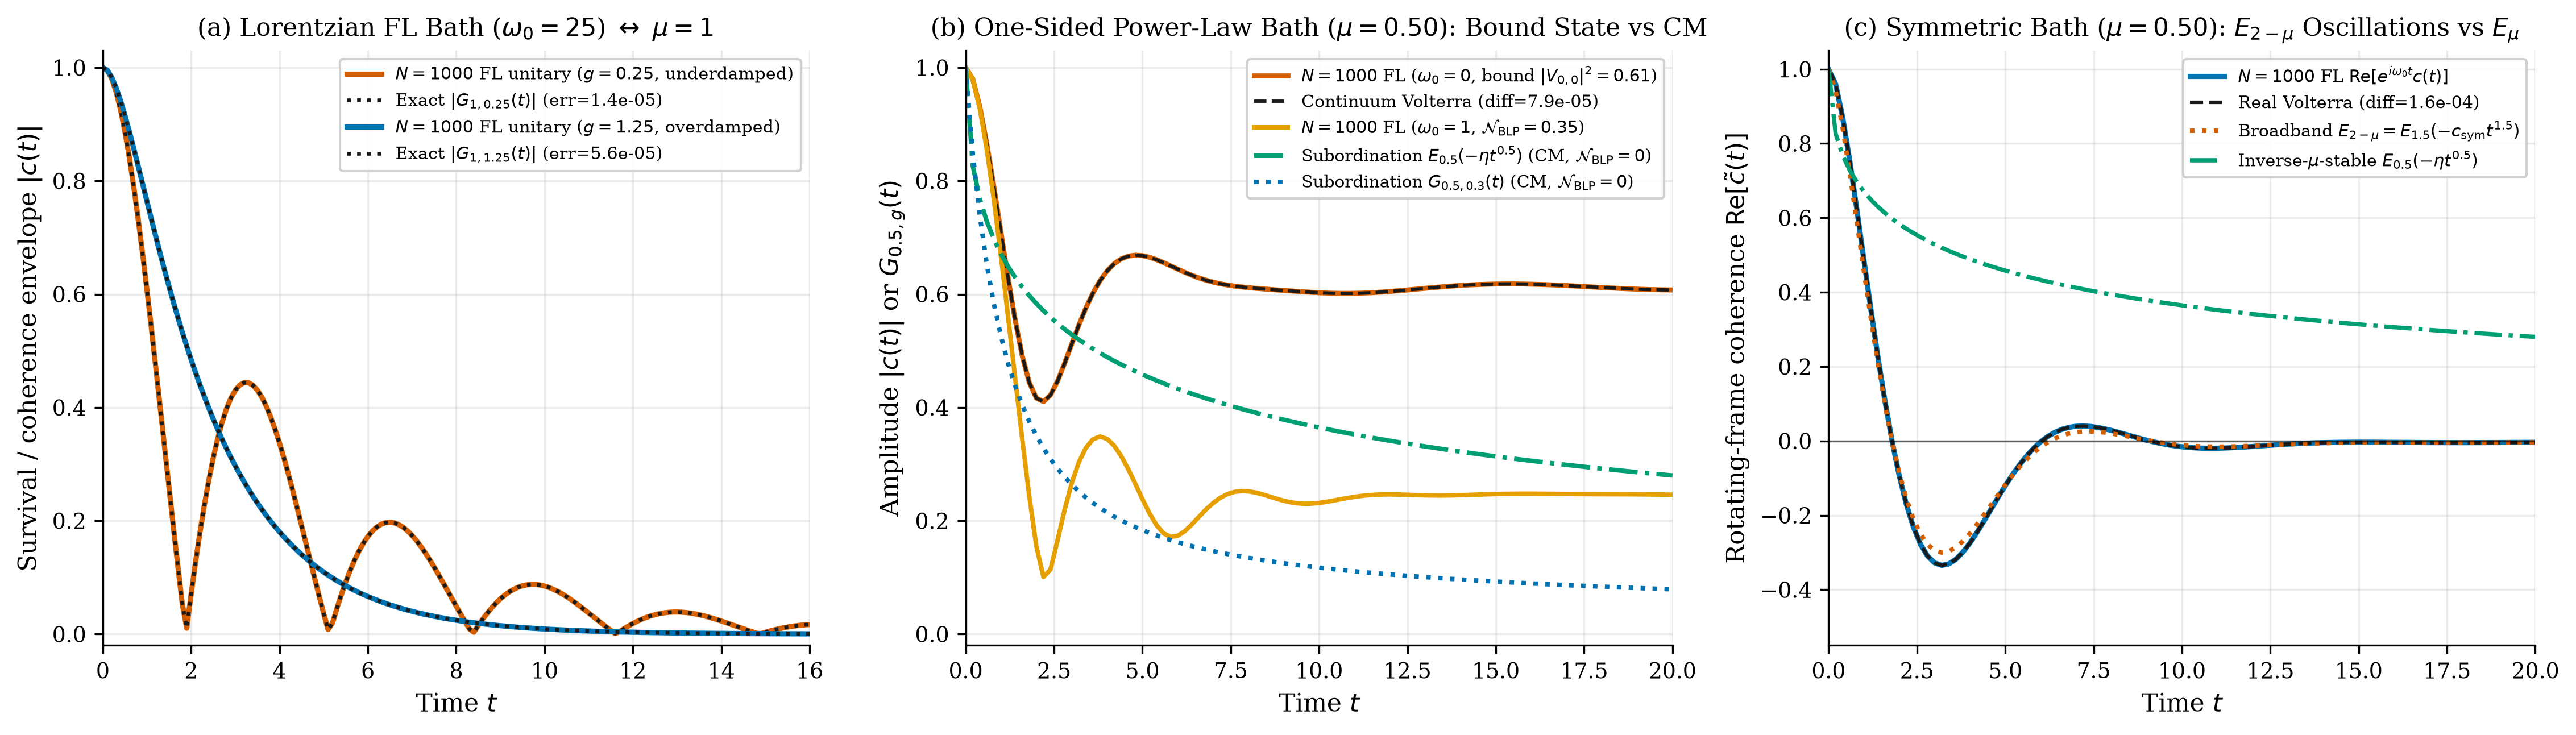 (a) Lorentzian FL Bath (ω₀ = 25) ↔ μ = 1
Survival / coherence envelope |c(t)|
1.0
0.8
0.6
0.4
0.2
0.0
N = 1000 FL unitary (g = 0.25, underdamped)
Exact |G₁,₀.₂₅(t)| (err=1.4e-05)
N = 1000 FL unitary (g = 1.25, overdamped)
Exact |G₁,₁.₂₅(t)| (err=5.6e-05)
0 2 4 6 8 10 12 14 16
Time t
(b) One-Sided Power-Law Bath (μ = 0.50): Bound State vs CM
Amplitude |c(t)| or G₀.₅,g(t)
1.0
0.8
0.6
0.4
0.2
0.0
N = 1000 FL (ω₀ = 0, bound |V₀,₀|² = 0.61)
Continuum Volterra (diff=7.9e-05)
N = 1000 FL (ω₀ = 1, 𝒩BLP = 0.35)
Subordination E₀.₅(−ηt⁰·⁵) (CM, 𝒩BLP = 0)
Subordination G₀.₅,₀.₃(t) (CM, 𝒩BLP = 0)
0.0 2.5 5.0 7.5 10.0 12.5 15.0 17.5 20.0
Time t
(c) Symmetric Bath (μ = 0.50): E₂₋μ Oscillations vs Eμ
Rotating-frame coherence Re[c̃(t)]
1.0
0.8
0.6
0.4
0.2
0.0
−0.2
−0.4
N = 1000 FL Re[e^{iω₀t}c(t)]
Real Volterra (diff=1.6e-04)
Broadband E₂₋μ = E₁.₅(−c_sym t¹·⁵)
Inverse-μ-stable E₀.₅(−ηt⁰·⁵)
0.0 2.5 5.0 7.5 10.0 12.5 15.0 17.5 20.0
Time t